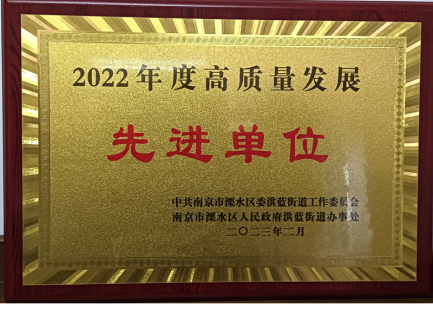 2022年度高质量发展
先进单位
中共南京市溧水区委洪蓝街道工作委员会
南京市溧水区人民政府洪蓝街道办事处
二〇二三年二月